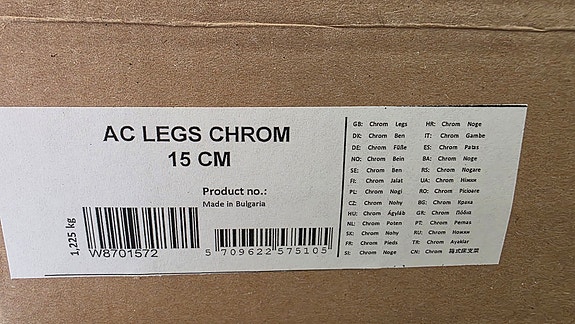 AC LEGS CHROM
15 CM
Product no.:
Made in Bulgaria
1,225 kg
W8701572
5 709622 575105
GB: Chrom Legs
DK: Chrom Ben
DE: Chrom Füße
NO: Chrom Bein
SE: Chrom Ben
FI: Chrom Jalat
PL: Chrom Nogi
CZ: Chrom Nohy
HU: Chrom Ágyláb
NL: Chrom Poten
SK: Chrom Nohy
FR: Chrom Pieds
SI: Chrom Noge
HR: Chrom Noge
IT: Chrom Gambe
ES: Chrom Patas
BA: Chrom Noge
RS: Chrom Nogare
UA: Chrom Ніжки
RO: Chrom Picioare
BG: Chrom Крака
GR: Chrom Πόδια
PT: Chrom Pernas
RU: Chrom Ножки
TR: Chrom Ayaklar
CN: Chrom